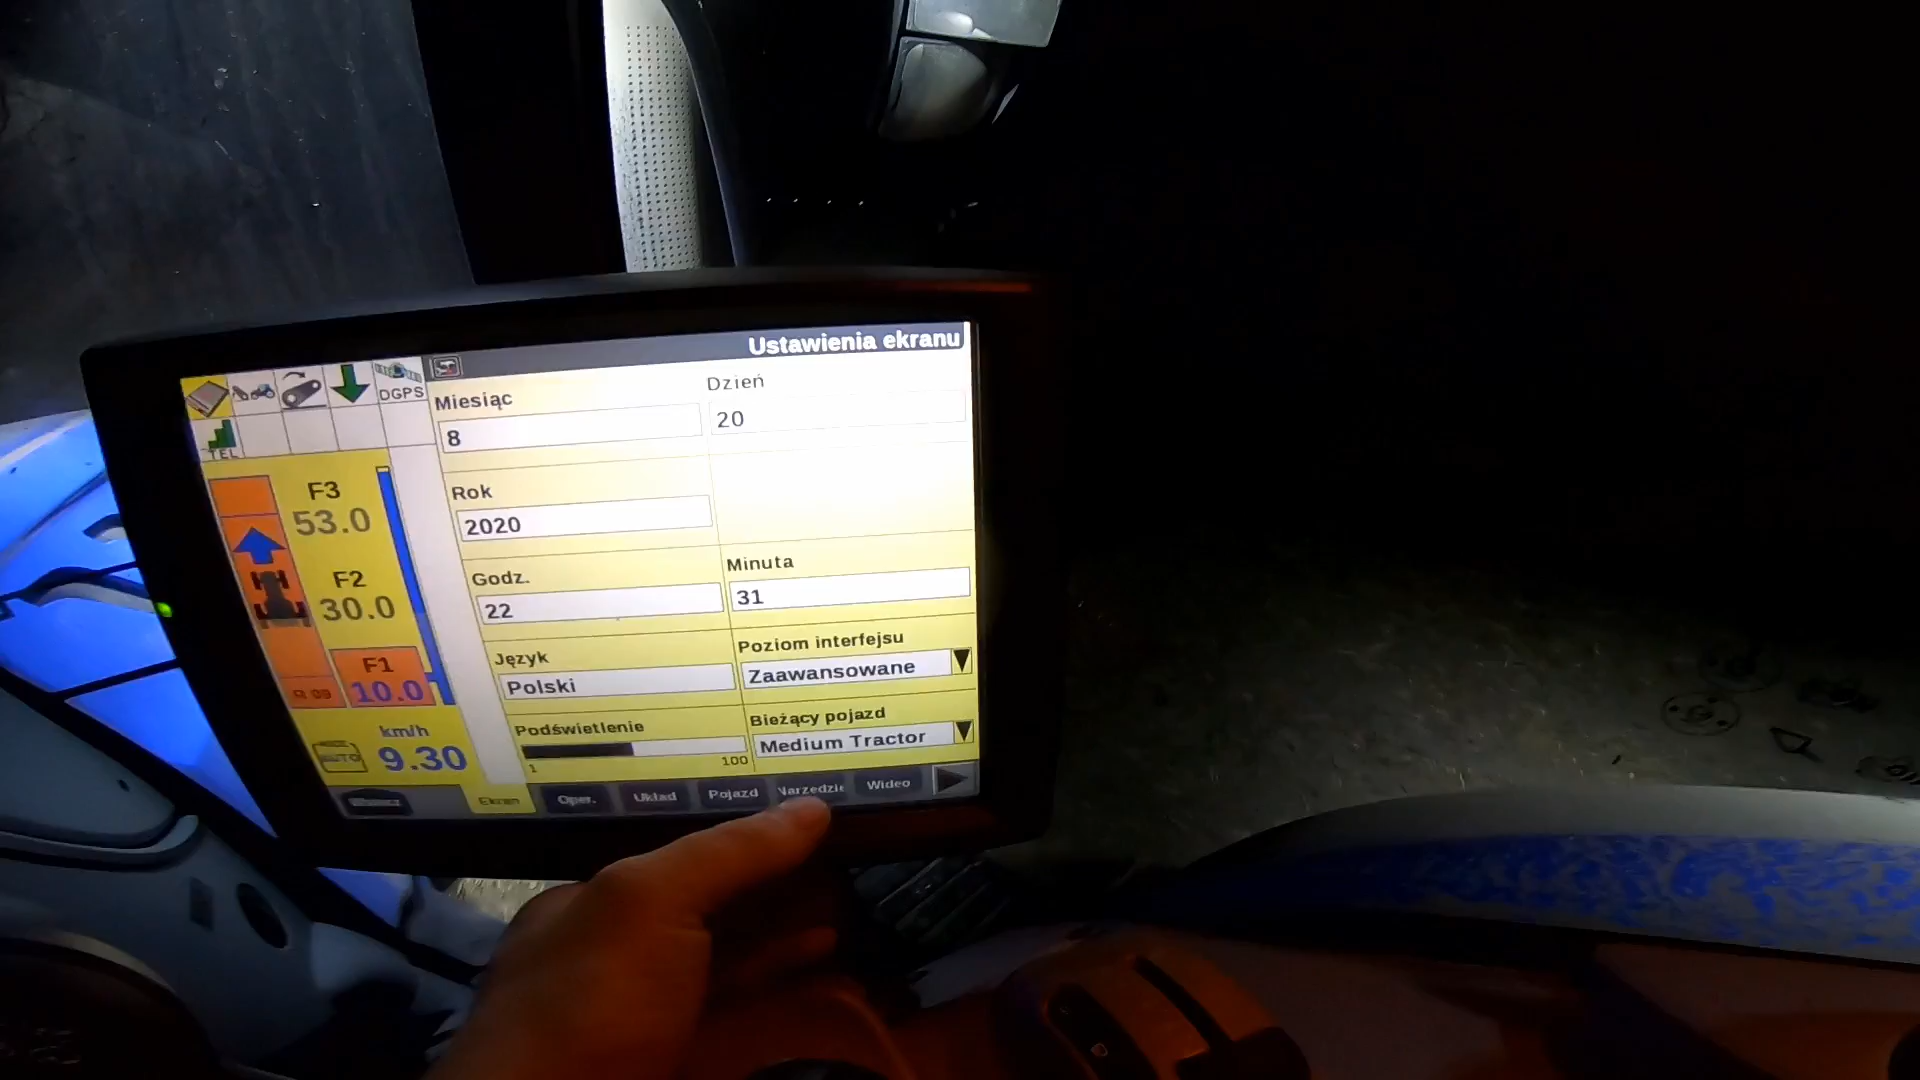 Ustawienia ekranu
DGPS
TEL
Miesiąc
8
Dzień
20
Rok
2020
Godz.
22
Minuta
31
Język
Polski
Poziom interfejsu
Zaawansowane
Podświetlenie
1
100
Bieżący pojazd
Medium Tractor
F3
53.0
F2
30.0
F1
10.0
km/h
AUTO
9.30
Ekran
Oper.
Układ
Pojazd
Narzędzie
Wideo